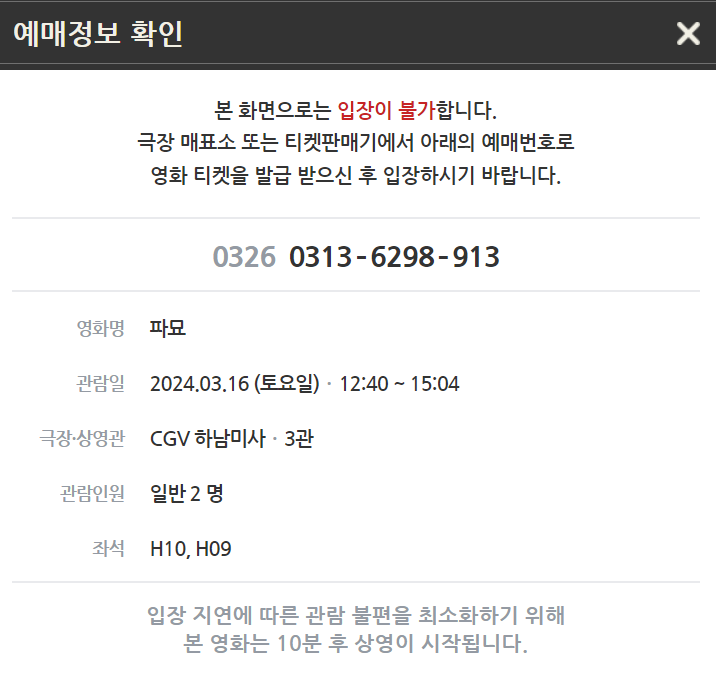 예매정보 확인
본 화면으로는 입장이 불가합니다.
극장 매표소 또는 티켓판매기에서 아래의 예매번호로
영화 티켓을 발급 받으신 후 입장하시기 바랍니다.
0326 0313-6298-913
영화명 파묘
관람일 2024.03.16 (토요일) · 12:40 ~ 15:04
극장·상영관 CGV 하남미사 · 3관
관람인원 일반 2 명
좌석 H10, H09
입장 지연에 따른 관람 불편을 최소화하기 위해
본 영화는 10분 후 상영이 시작됩니다.